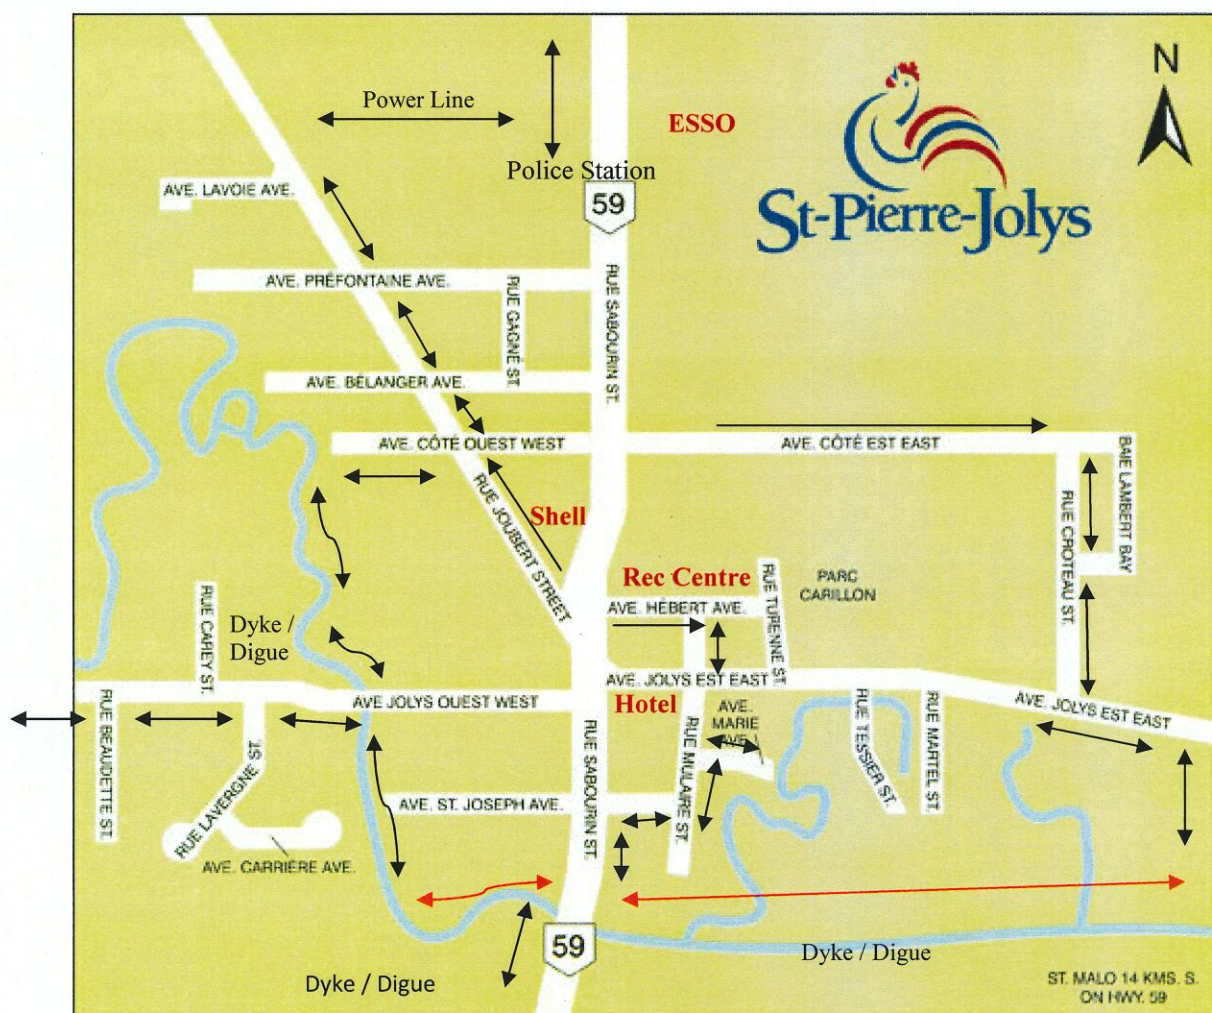 N
Power Line
ESSO
Police Station
St-Pierre-Jolys
AVE. LAVOIE AVE.
59
AVE. PRÉFONTAINE AVE.
RUE GAGNÉ ST.
RUE SABOURIN ST.
AVE. BÉLANGER AVE.
AVE. CÔTÉ OUEST WEST
AVE. CÔTÉ EST EAST
BAIE LAMBERT BAY
RUE JOUBERT STREET
Shell
RUE CROTEAU ST.
Rec Centre
RUE TURENNE ST.
PARC
CARILLON
AVE. HÉBERT AVE.
RUE CAREY ST.
Dyke /
Digue
AVE. JOLYS EST EAST
RUE BEAUDETTE ST.
AVE JOLYS OUEST WEST
Hotel
AVE.
MARIE
AVE.
RUE TESSIER ST.
RUE MARTEL ST.
AVE. JOLYS EST EAST
RUE LAVERGNE ST.
RUE SABOURIN ST.
RUE MULAIRE ST.
AVE. ST. JOSEPH AVE.
AVE. CARRIÈRE AVE.
59
Dyke / Digue
Dyke / Digue
ST. MALO 14 KMS. S.
ON HWY. 59